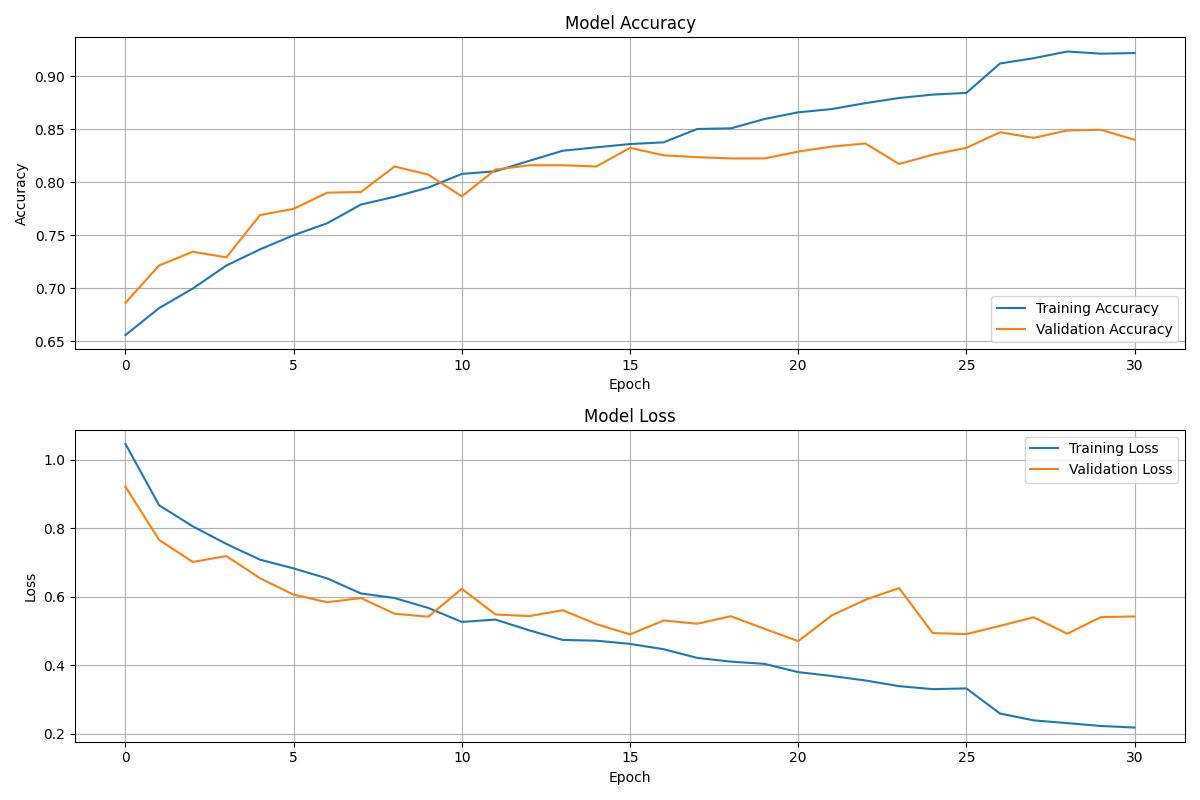 Model Accuracy
0.90
0.85
0.80
0.75
0.70
0.65
Accuracy
Training Accuracy
Validation Accuracy
0 5 10 15 20 25 30
Epoch
Model Loss
1.0
0.8
0.6
0.4
0.2
Loss
Training Loss
Validation Loss
0 5 10 15 20 25 30
Epoch